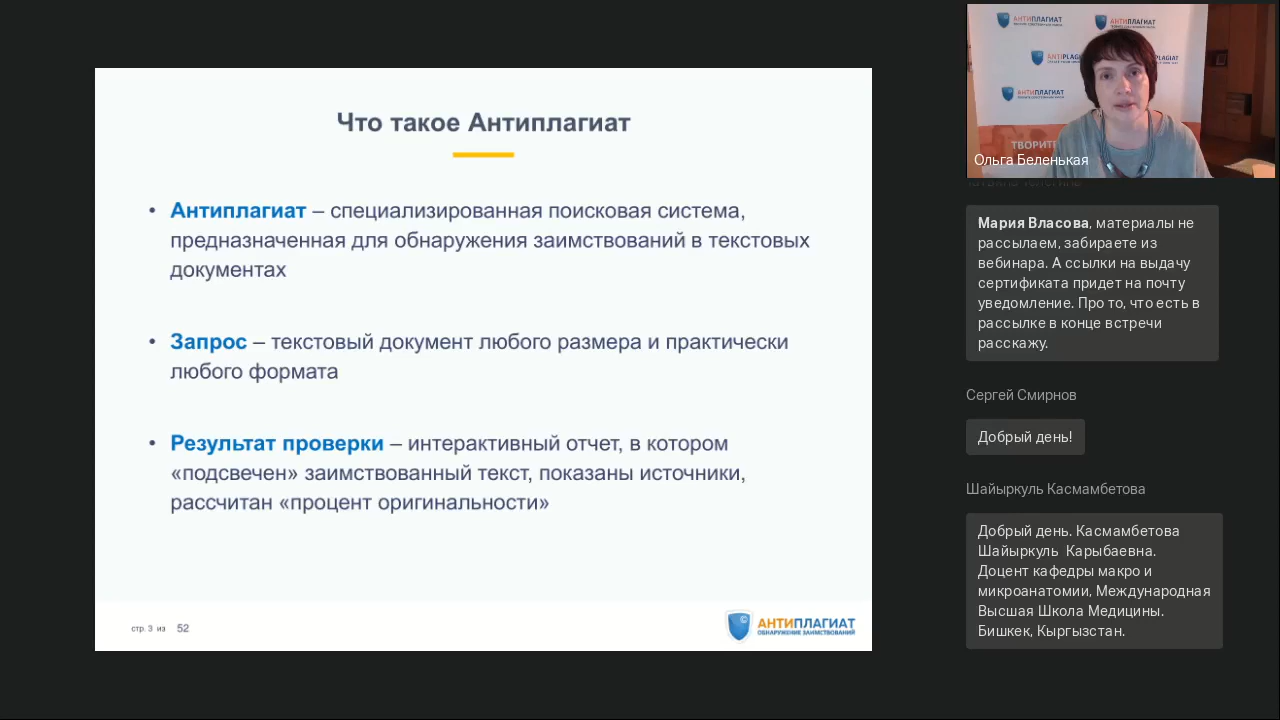 Что такое Антиплагиат
• Антиплагиат – специализированная поисковая система,
предназначенная для обнаружения заимствований в текстовых
документах
• Запрос – текстовый документ любого размера и практически
любого формата
• Результат проверки – интерактивный отчет, в котором
«подсвечен» заимствованный текст, показаны источники,
рассчитан «процент оригинальности»
стр. 3 из 52
АНТИПЛАГИАТ
ОБНАРУЖЕНИЕ ЗАИМСТВОВАНИЙ
АНТИПЛАГИАТ
АНТИПЛАГИАТ
АНТИПЛАГИАТ
ТВОРИТЕ
Ольга Беленькая
Мария Власова, материалы не
рассылаем, забираете из
вебинара. А ссылки на выдачу
сертификата придет на почту
уведомление. Про то, что есть в
рассылке в конце встречи
расскажу.
Сергей Смирнов
Добрый день!
Шайыркуль Касмамбетова
Добрый день. Касмамбетова
Шайыркуль Карыбаевна.
Доцент кафедры макро и
микроанатомии, Международная
Высшая Школа Медицины.
Бишкек, Кыргызстан.